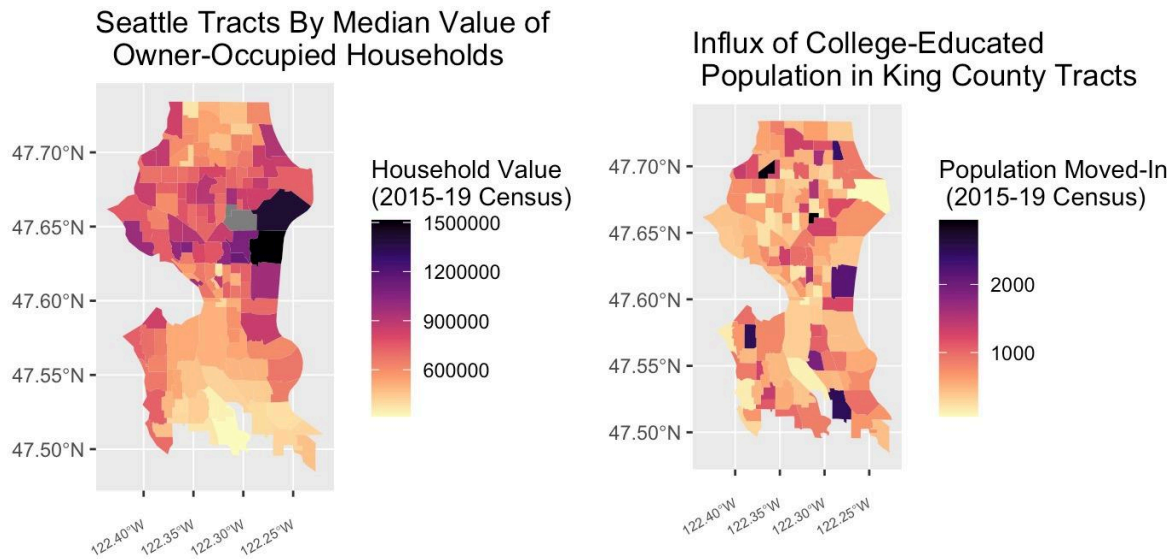 Seattle Tracts By Median Value of
Owner-Occupied Households
47.70°N
47.65°N
47.60°N
47.55°N
47.50°N
122.40°W
122.35°W
122.30°W
122.25°W
Household Value
(2015-19 Census)
1500000
1200000
900000
600000
Influx of College-Educated
Population in King County Tracts
47.70°N
47.65°N
47.60°N
47.55°N
47.50°N
122.40°W
122.35°W
122.30°W
122.25°W
Population Moved-In
(2015-19 Census)
2000
1000